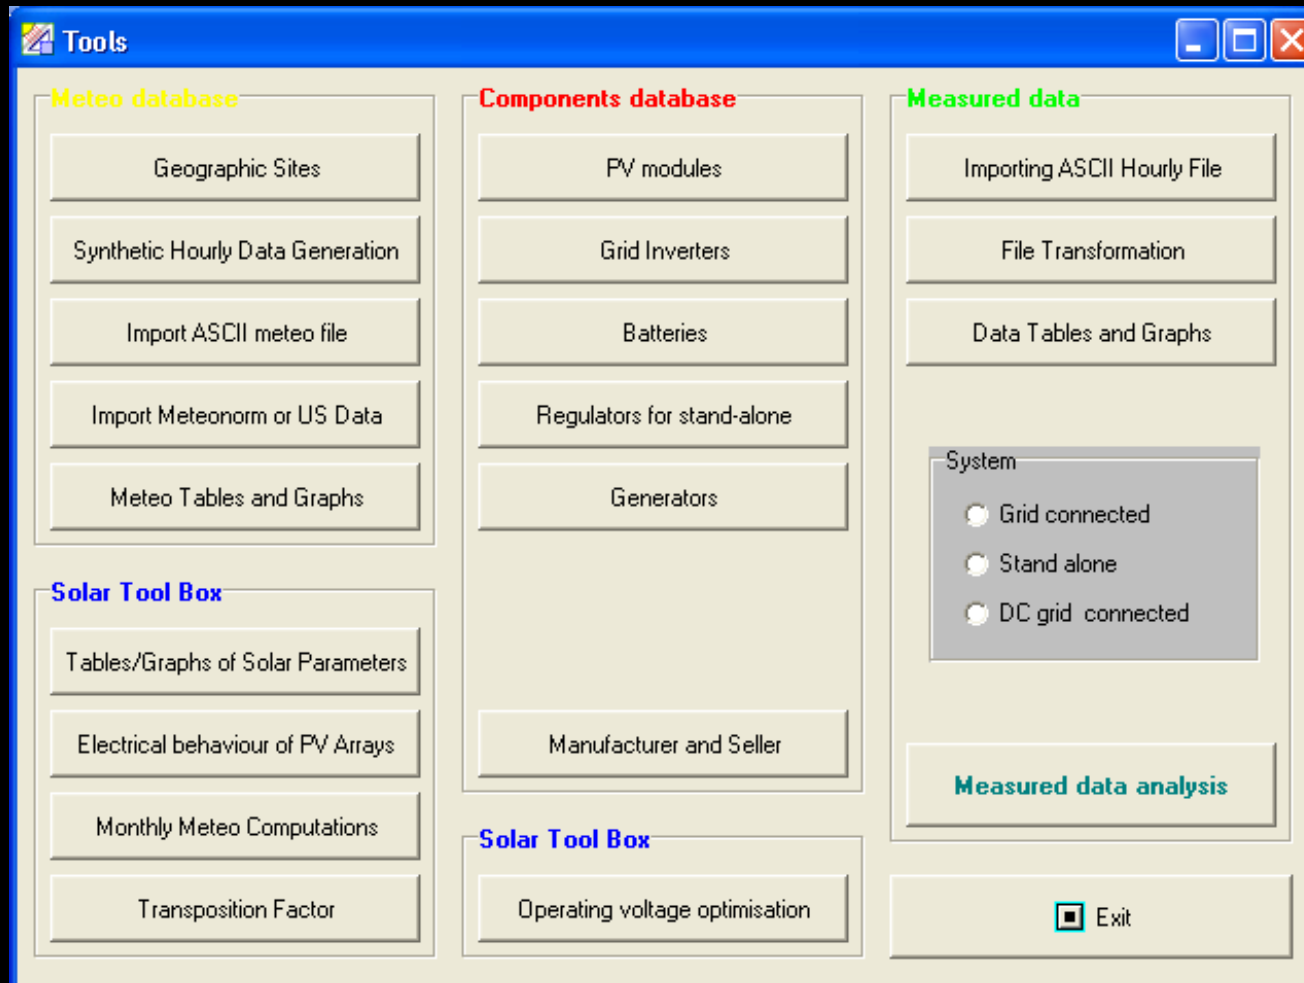 Tools
Meteo database
Geographic Sites
Synthetic Hourly Data Generation
Import ASCII meteo file
Import Meteonorm or US Data
Meteo Tables and Graphs
Solar Tool Box
Tables/Graphs of Solar Parameters
Electrical behaviour of PV Arrays
Monthly Meteo Computations
Transposition Factor
Components database
PV modules
Grid Inverters
Batteries
Regulators for stand-alone
Generators
Manufacturer and Seller
Solar Tool Box
Operating voltage optimisation
Measured data
Importing ASCII Hourly File
File Transformation
Data Tables and Graphs
System
Grid connected
Stand alone
DC grid connected
Measured data analysis
Exit